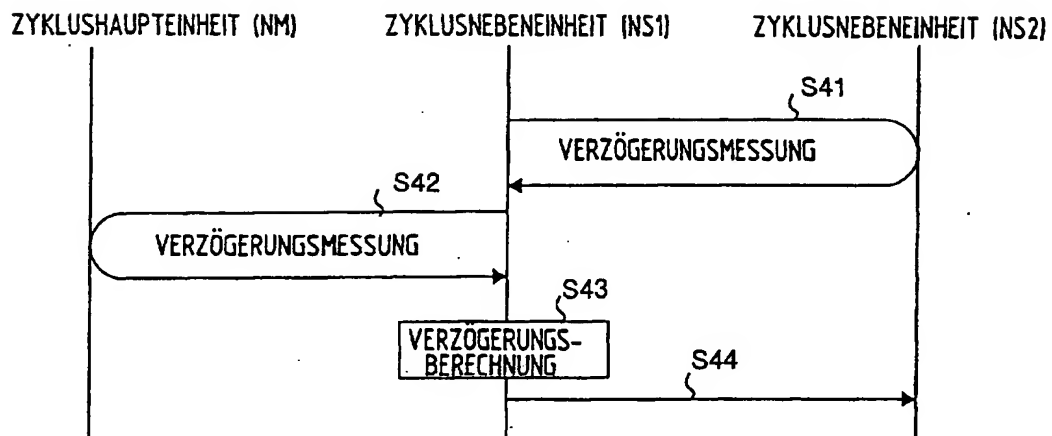 ZYKLUSHAUPTEINHEIT (NM) ZYKLUSNEBENEINHEIT (NS1) ZYKLUSNEBENEINHEIT (NS2)
S41
VERZÖGERUNGSMESSUNG
S42
VERZÖGERUNGSMESSUNG
S43
VERZÖGERUNGS-
BERECHNUNG
S44